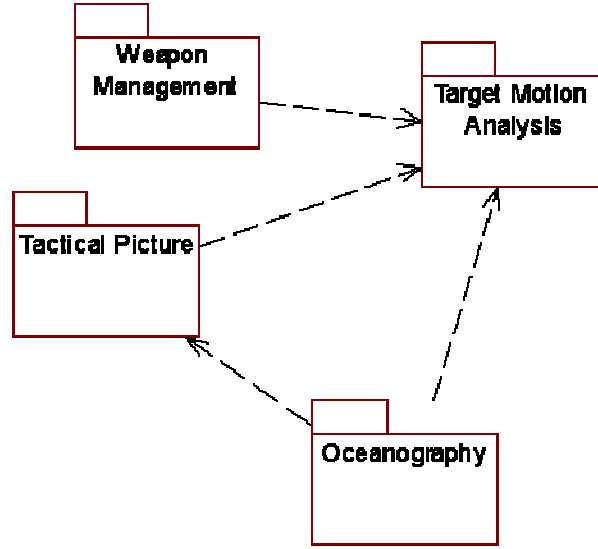 Weapon
Management
Target Motion
Analysis
Tactical Picture
Oceanography